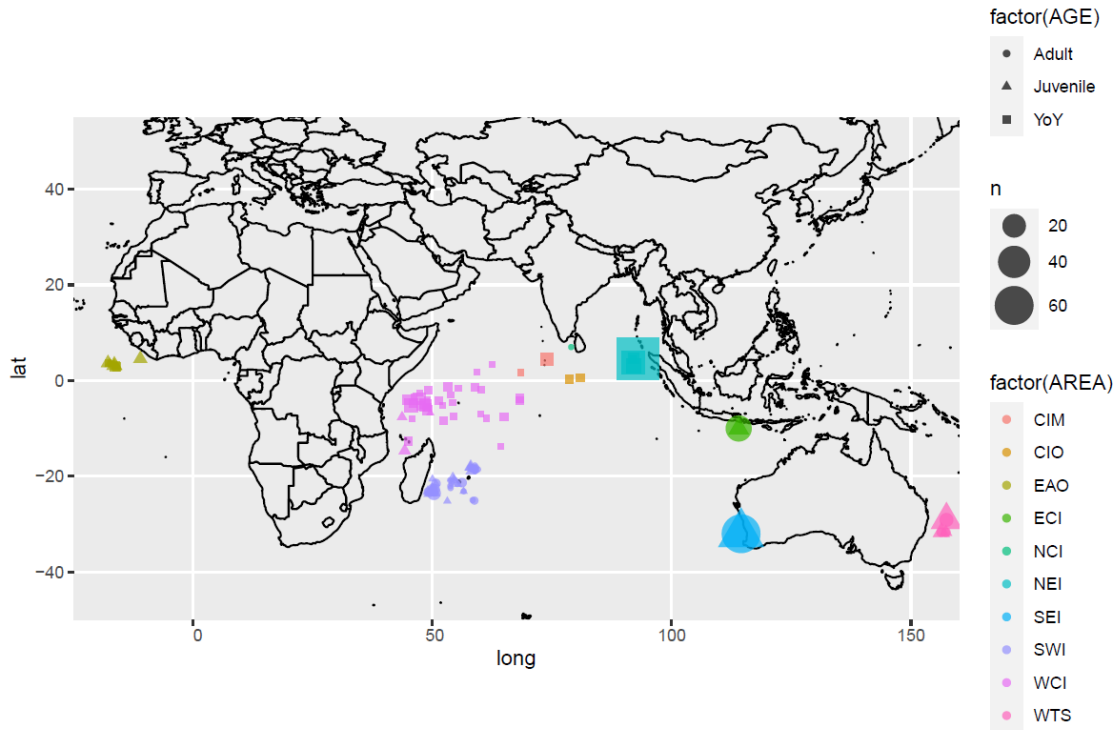 factor(AGE)
Adult
Juvenile
YoY
n
20
40
60
factor(AREA)
CIM
CIO
EAO
ECI
NCI
NEI
SEI
SWI
WCI
WTS
lat
40
20
0
−20
−40
0
50
100
150
long